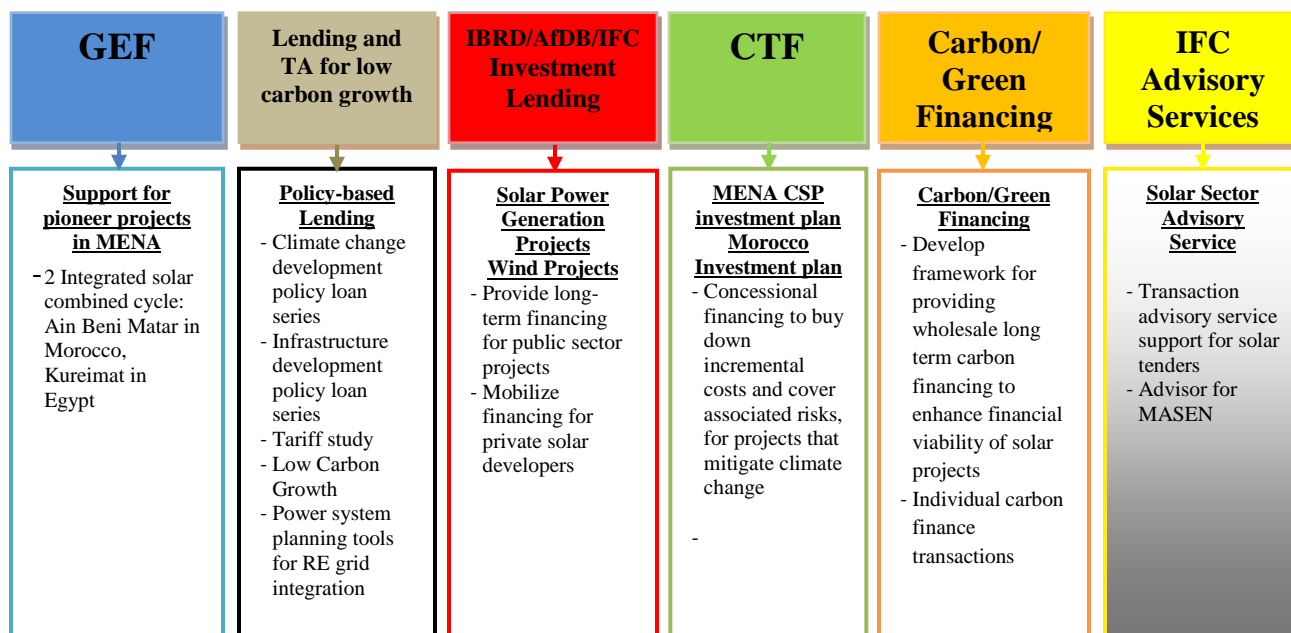 GEF
Lending and
TA for low
carbon growth
IBRD/AfDB/IFC
Investment
Lending
CTF
Carbon/
Green
Financing
IFC
Advisory
Services
Support for
pioneer projects
in MENA
-2 Integrated solar
combined cycle:
Ain Beni Matar in
Morocco,
Kureimat in
Egypt
Policy-based
Lending
- Climate change
development
policy loan
series
- Infrastructure
development
policy loan
series
- Tariff study
- Low Carbon
Growth
- Power system
planning tools
for RE grid
integration
Solar Power
Generation
Projects
Wind Projects
- Provide long-
term financing
for public sector
projects
- Mobilize
financing for
private solar
developers
MENA CSP
investment plan
Morocco
Investment plan
- Concessional
financing to buy
down
incremental
costs and cover
associated risks,
for projects that
mitigate climate
change
-
Carbon/Green
Financing
- Develop
framework for
providing
wholesale long
term carbon
financing to
enhance financial
viability of solar
projects
- Individual carbon
finance
transactions
Solar Sector
Advisory
Service
- Transaction
advisory service
support for solar
tenders
- Advisor for
MASEN